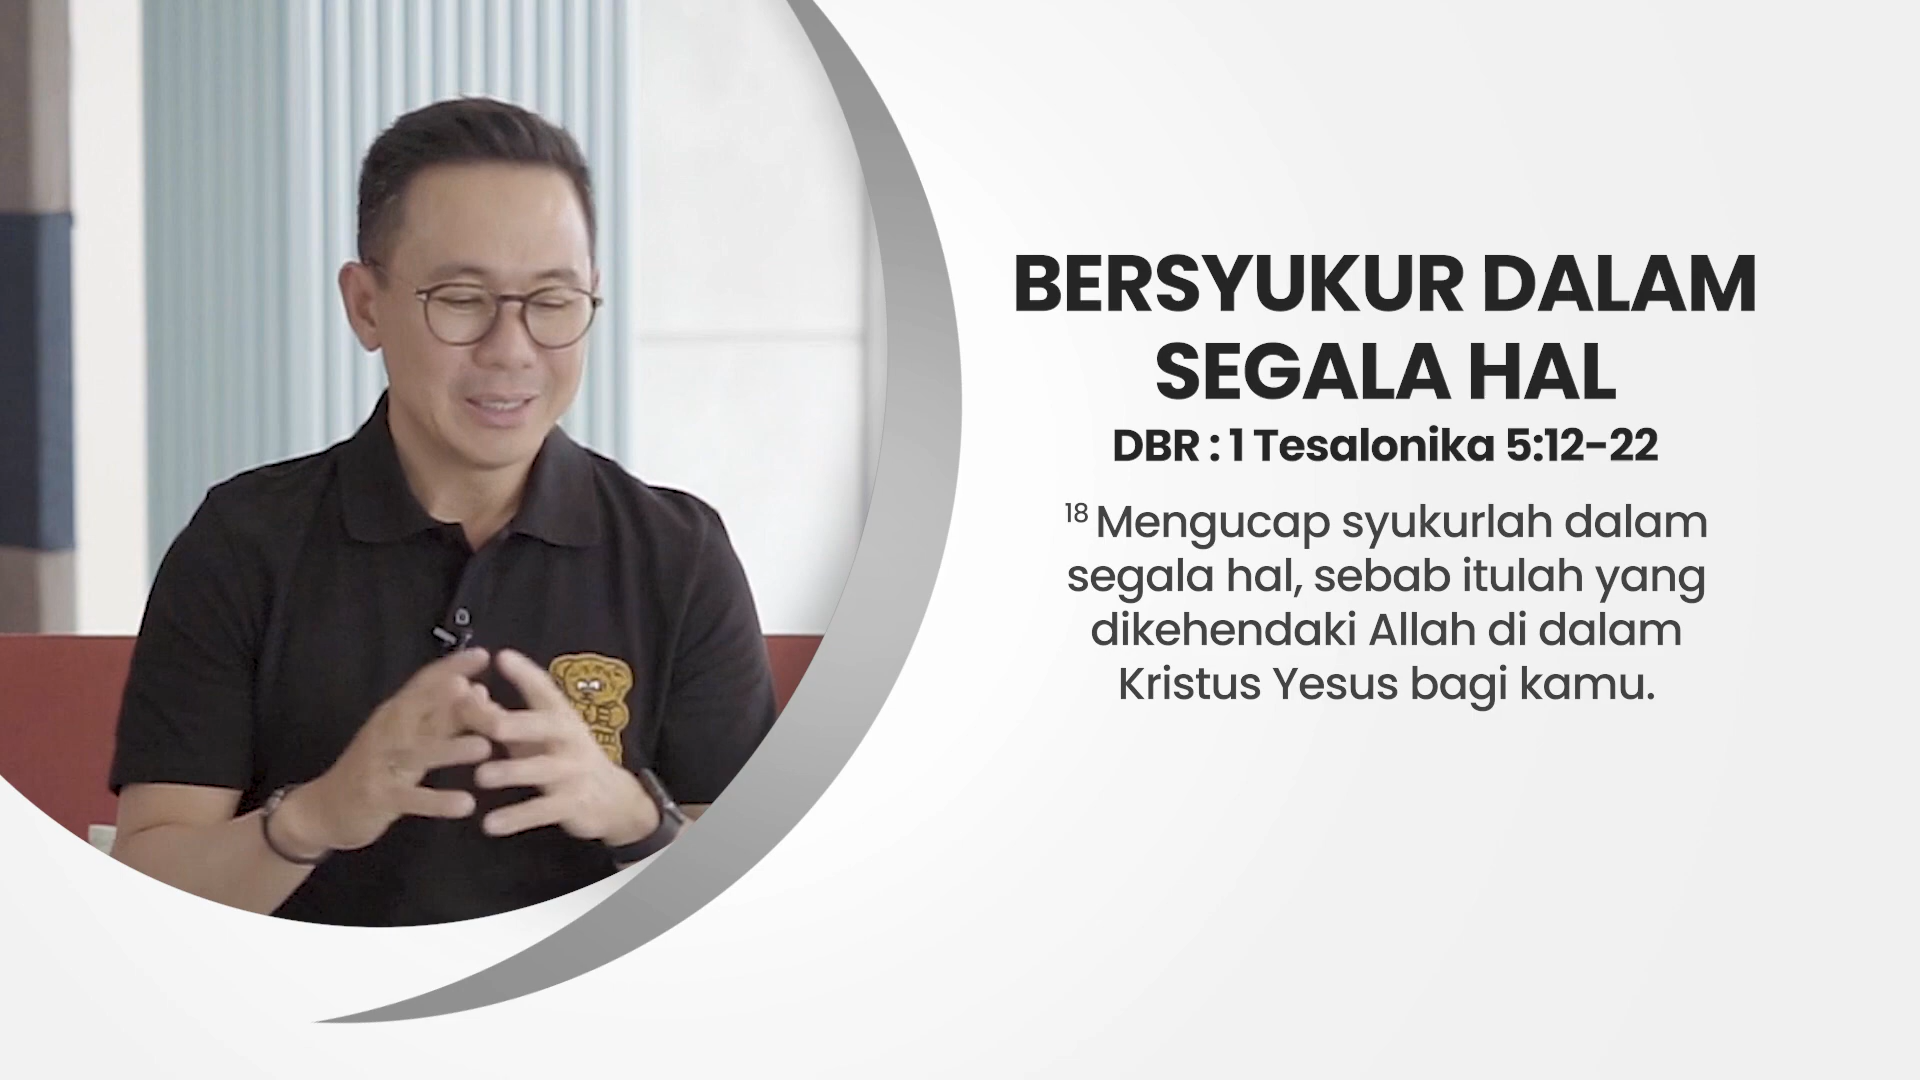 BERSYUKUR DALAM
SEGALA HAL
DBR : 1 Tesalonika 5:12-22
18 Mengucap syukurlah dalam
segala hal, sebab itulah yang
dikehendaki Allah di dalam
Kristus Yesus bagi kamu.